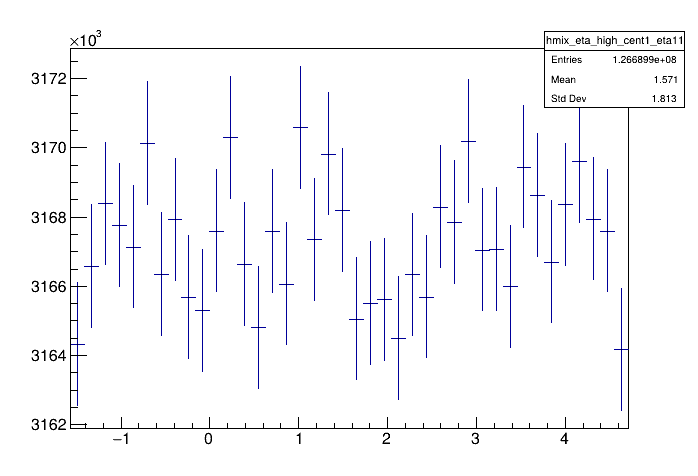 ×10³
hmix_eta_high_cent1_eta11
Entries 1.266899e+08
Mean 1.571
Std Dev 1.813
3172
3170
3168
3166
3164
3162
−1 0 1 2 3 4